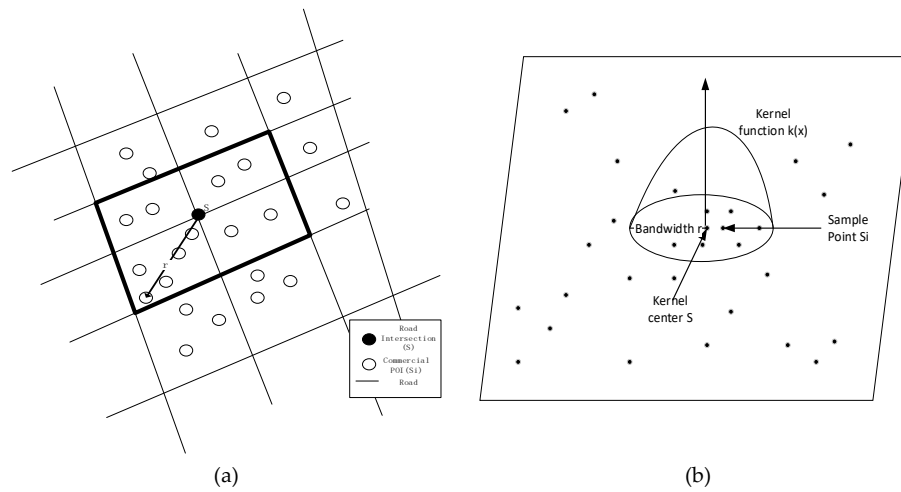 S
r
Road
Intersection
(S)
Commercial
POI(Si)
Road
(a)
Kernel
function k(x)
Bandwidth r
Sample
Point Si
Kernel
center S
(b)